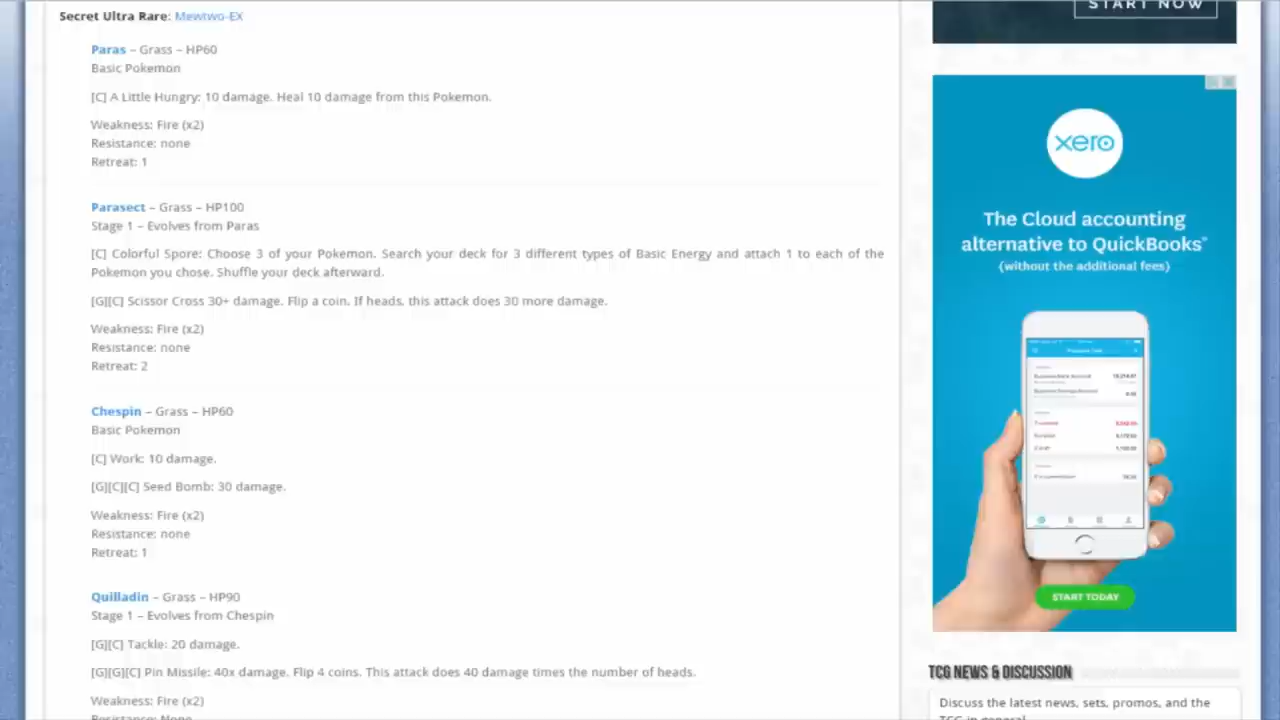 Secret Ultra Rare: Mewtwo-EX
Paras – Grass – HP60
Basic Pokemon
[C] A Little Hungry: 10 damage. Heal 10 damage from this Pokemon.
Weakness: Fire (x2)
Resistance: none
Retreat: 1
Parasect – Grass – HP100
Stage 1 – Evolves from Paras
[C] Colorful Spore: Choose 3 of your Pokemon. Search your deck for 3 different types of Basic Energy and attach 1 to each of the
Pokemon you chose. Shuffle your deck afterward.
[G][C] Scissor Cross 30+ damage. Flip a coin. If heads, this attack does 30 more damage.
Weakness: Fire (x2)
Resistance: none
Retreat: 2
Chespin – Grass – HP60
Basic Pokemon
[C] Work: 10 damage.
[G][C][C] Seed Bomb: 30 damage.
Weakness: Fire (x2)
Resistance: none
Retreat: 1
Quilladin – Grass – HP90
Stage 1 – Evolves from Chespin
[G][C] Tackle: 20 damage.
[G][G][C] Pin Missile: 40x damage. Flip 4 coins. This attack does 40 damage times the number of heads.
Weakness: Fire (x2)
Resistance: None
START NOW
xero
The Cloud accounting
alternative to QuickBooks"
(without the additional fees)
START TODAY
TCG NEWS & DISCUSSION
Discuss the latest news, sets, promos, and the
TCG in general